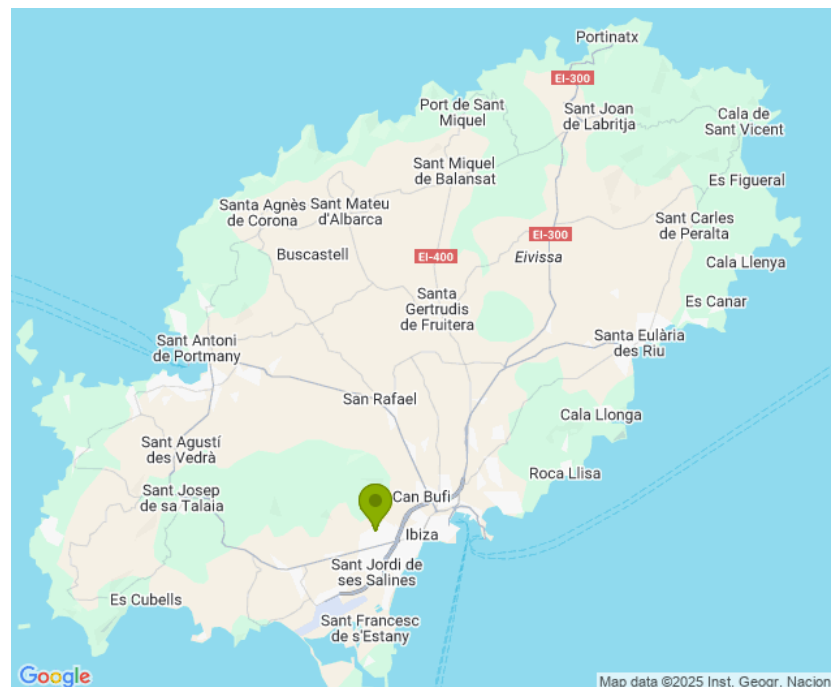 Portinatx
EI-300
Port de Sant
Miquel
Sant Joan
de Labritja
Cala de
Sant Vicent
Sant Miquel
de Balansat
Es Figueral
Santa Agnès
de Corona
Sant Mateu
d'Albarca
Sant Carles
de Peralta
EI-300
Buscastell
EI-400
Eivissa
Cala Llenya
Santa
Gertrudis
de Fruitera
Es Canar
Sant Antoni
de Portmany
Santa Eulària
des Riu
San Rafael
Cala Llonga
Sant Agustí
des Vedrà
Roca Llisa
Sant Josep
de sa Talaia
Can Bufi
Ibiza
Sant Jordi de
ses Salines
Es Cubells
Sant Francesc
de s'Estany
Google
Map data ©2025 Inst. Geogr. Nacion